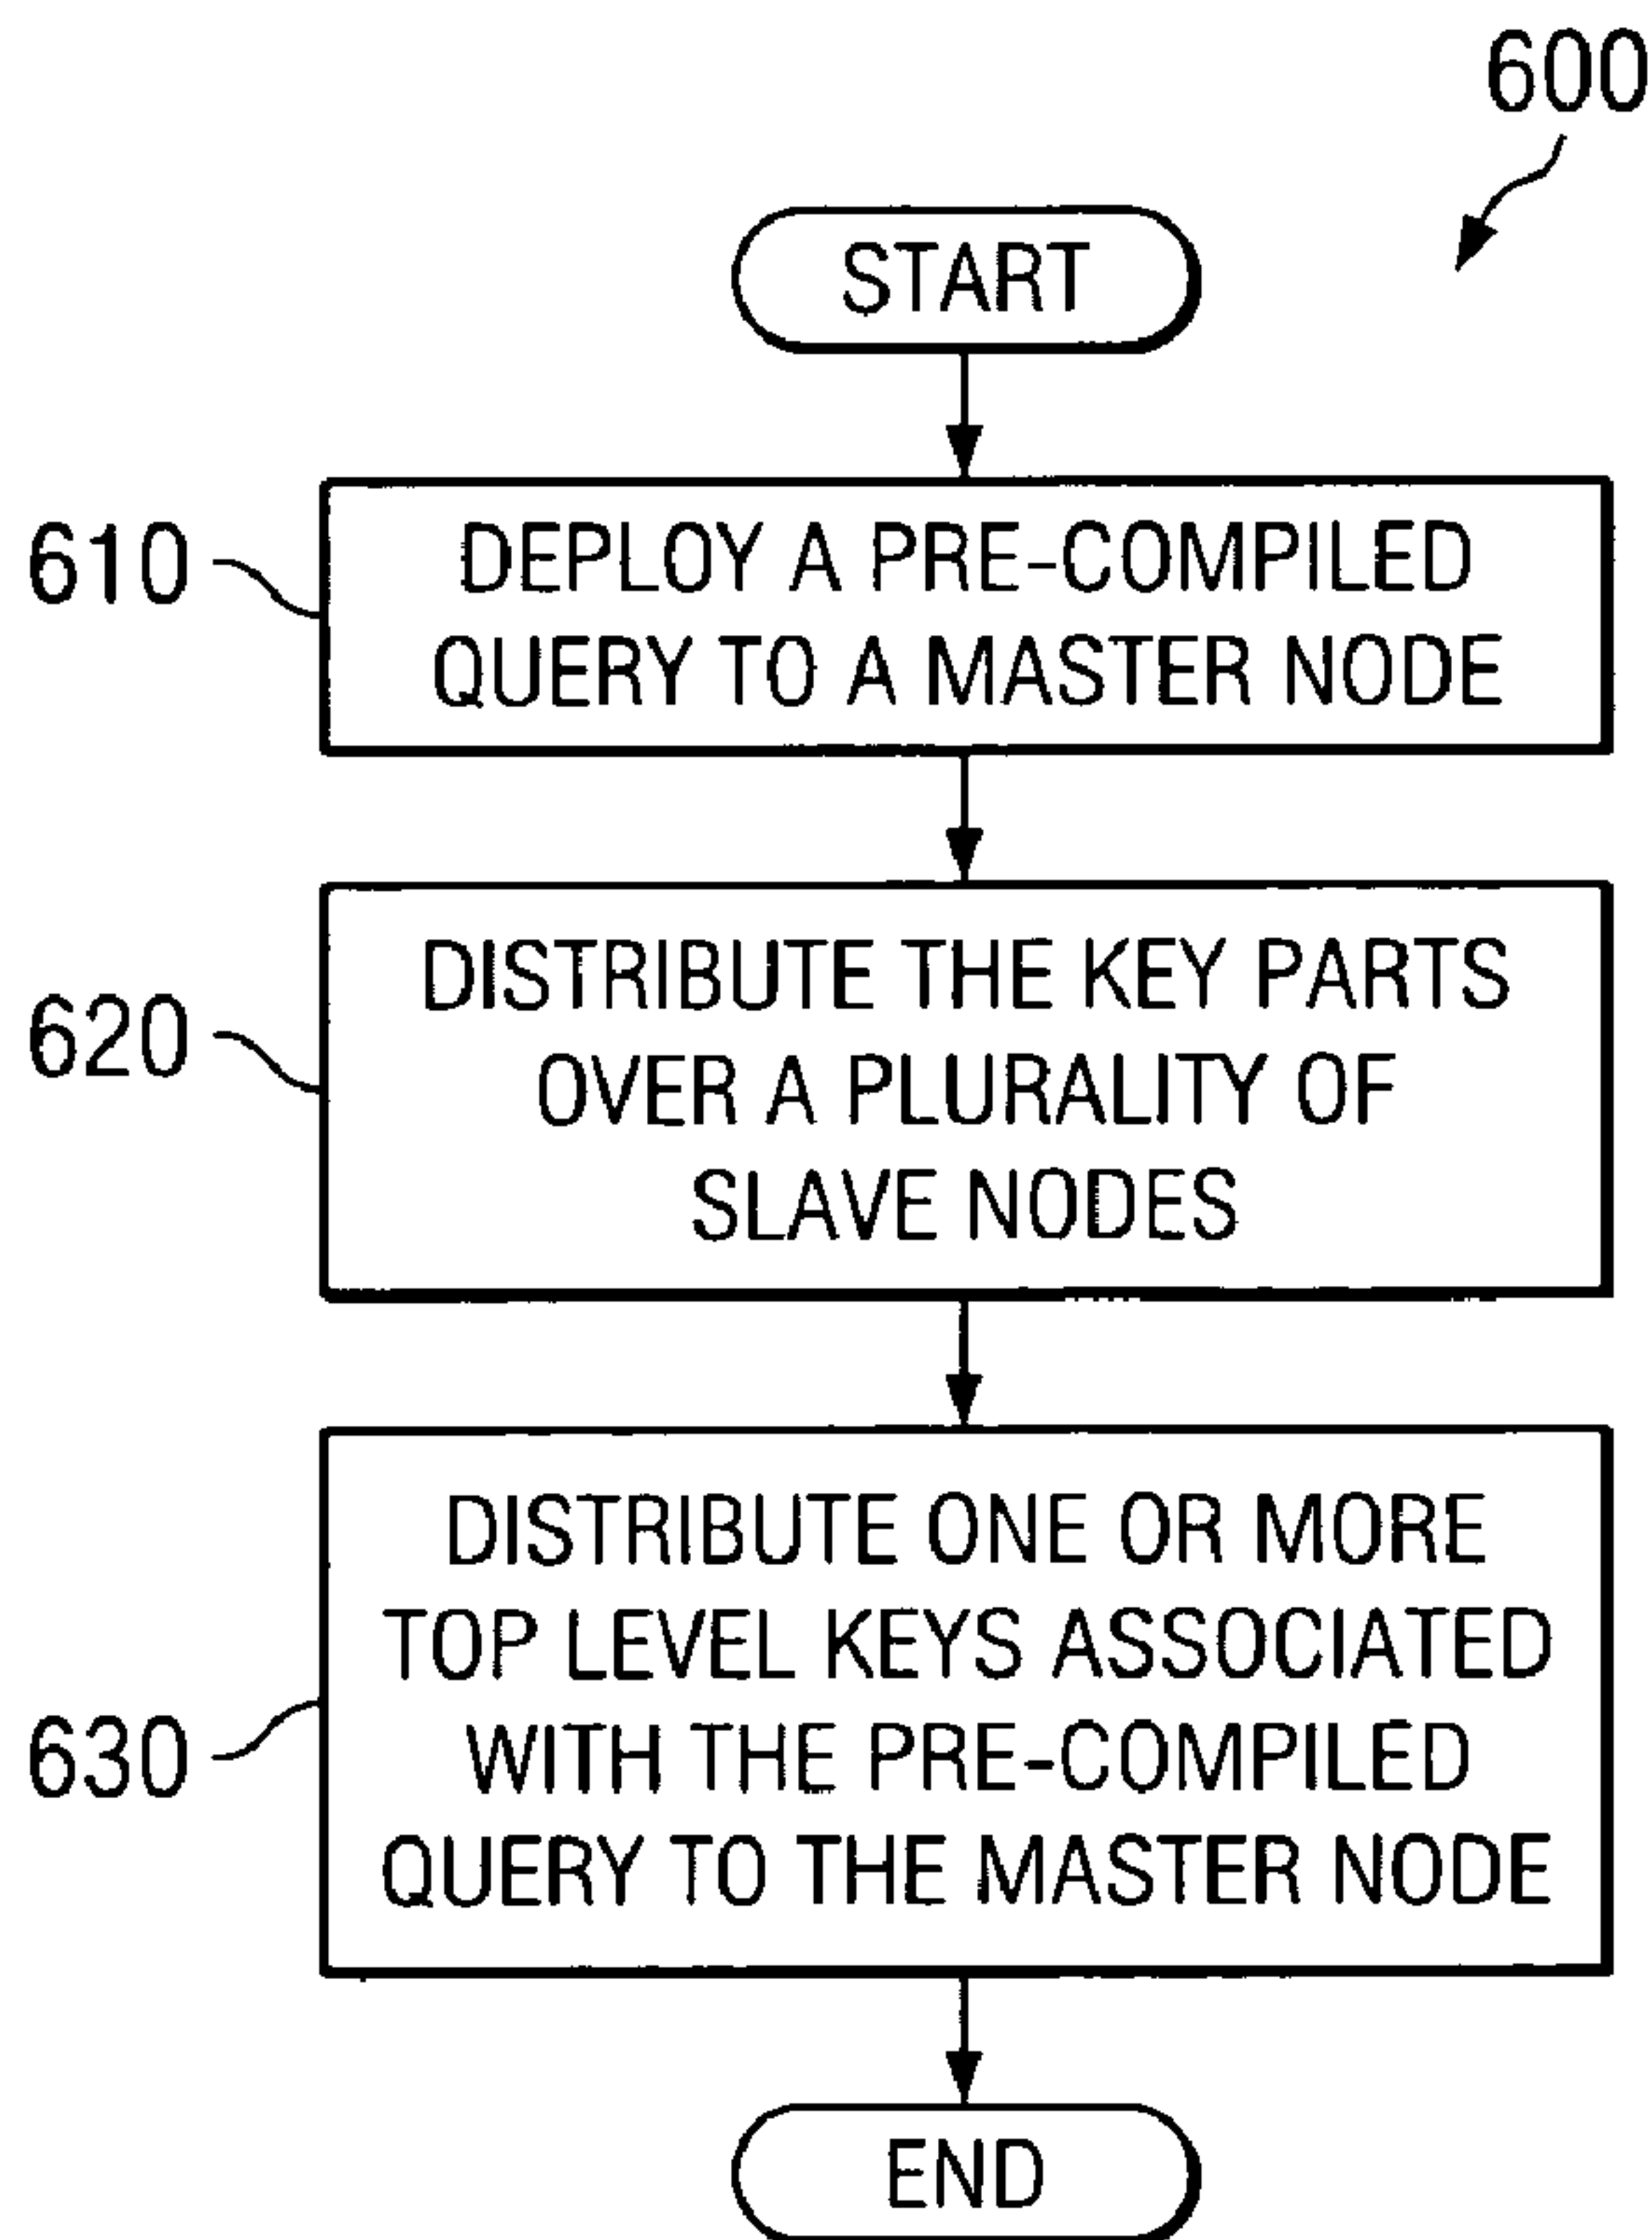 600
START
610
DEPLOY A PRE-COMPILED
QUERY TO A MASTER NODE
620
DISTRIBUTE THE KEY PARTS
OVER A PLURALITY OF
SLAVE NODES
630
DISTRIBUTE ONE OR MORE
TOP LEVEL KEYS ASSOCIATED
WITH THE PRE-COMPILED
QUERY TO THE MASTER NODE
END